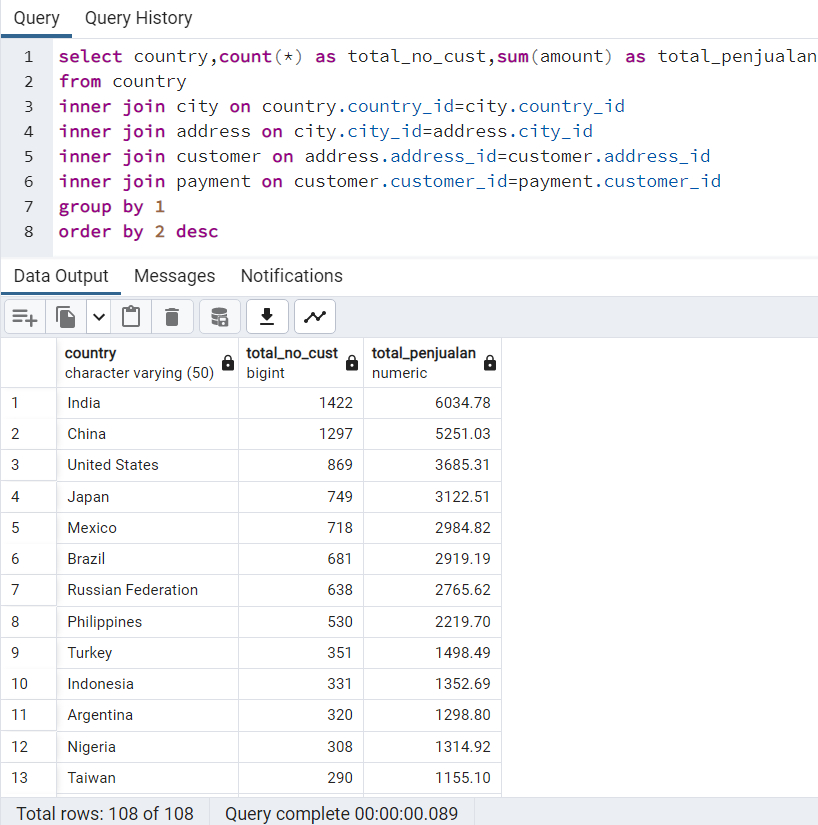 Query Query History
1 select country,count(*) as total_no_cust,sum(amount) as total_penjualan
2 from country
3 inner join city on country.country_id=city.country_id
4 inner join address on city.city_id=address.city_id
5 inner join customer on address.address_id=customer.address_id
6 inner join payment on customer.customer_id=payment.customer_id
7 group by 1
8 order by 2 desc
Data Output Messages Notifications
country total_no_cust total_penjualan
character varying (50) bigint numeric
1 India 1422 6034.78
2 China 1297 5251.03
3 United States 869 3685.31
4 Japan 749 3122.51
5 Mexico 718 2984.82
6 Brazil 681 2919.19
7 Russian Federation 638 2765.62
8 Philippines 530 2219.70
9 Turkey 351 1498.49
10 Indonesia 331 1352.69
11 Argentina 320 1298.80
12 Nigeria 308 1314.92
13 Taiwan 290 1155.10
Total rows: 108 of 108 Query complete 00:00:00.089